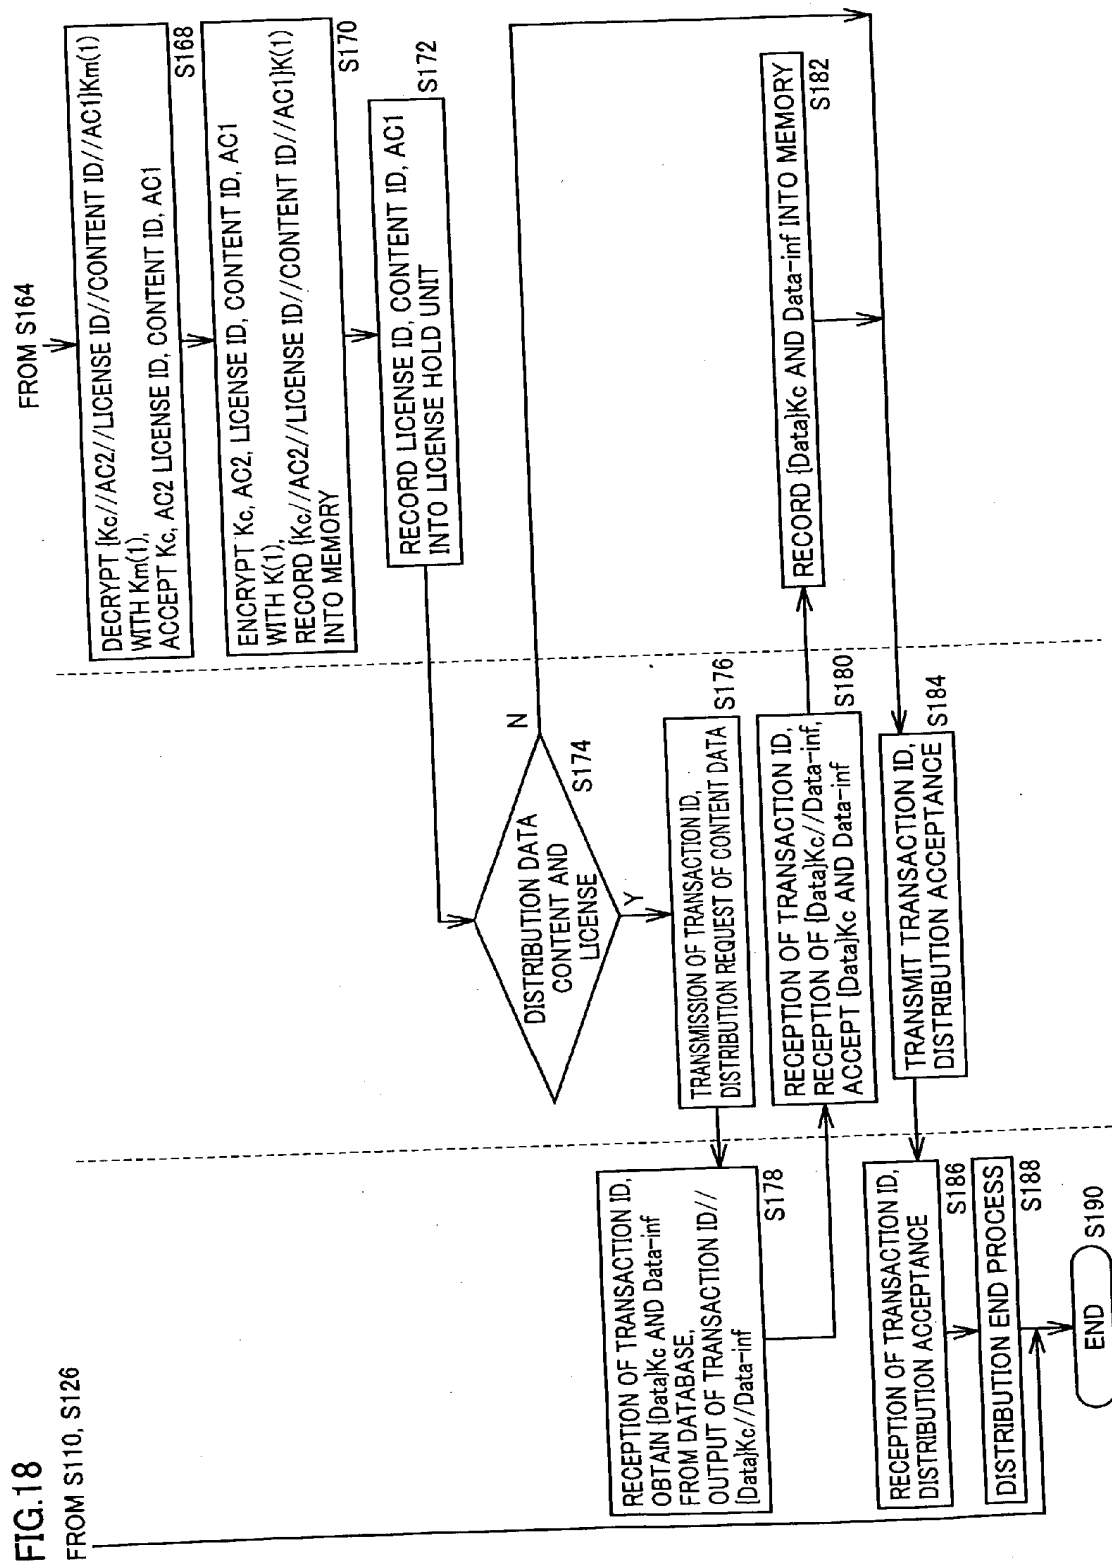 FIG.18
FROM S110, S126
FROM S164
DECRYPT {Kc//AC2//LICENSE ID//CONTENT ID//AC1}Km(1)
WITH Km(1),
ACCEPT Kc, AC2 LICENSE ID, CONTENT ID, AC1
S168
ENCRYPT Kc, AC2, LICENSE ID, CONTENT ID, AC1
WITH K(1),
RECORD {Kc//AC2//LICENSE ID//CONTENT ID//AC1}K(1)
INTO MEMORY
S170
RECORD LICENSE ID, CONTENT ID, AC1
INTO LICENSE HOLD UNIT
S172
DISTRIBUTION DATA
CONTENT AND
LICENSE
S174
N
Y
TRANSMISSION OF TRANSACTION ID,
DISTRIBUTION REQUEST OF CONTENT DATA
S176
RECEPTION OF TRANSACTION ID,
OBTAIN {Data}Kc AND Data-inf
FROM DATABASE,
OUTPUT OF TRANSACTION ID//
{Data}Kc//Data-inf
S178
RECEPTION OF TRANSACTION ID,
RECEPTION OF {Data}Kc//Data-inf,
ACCEPT {Data}Kc AND Data-inf
S180
RECORD {Data}Kc AND Data-inf INTO MEMORY
S182
TRANSMIT TRANSACTION ID,
DISTRIBUTION ACCEPTANCE
S184
RECEPTION OF TRANSACTION ID,
DISTRIBUTION ACCEPTANCE
S186
DISTRIBUTION END PROCESS
S188
END
S190